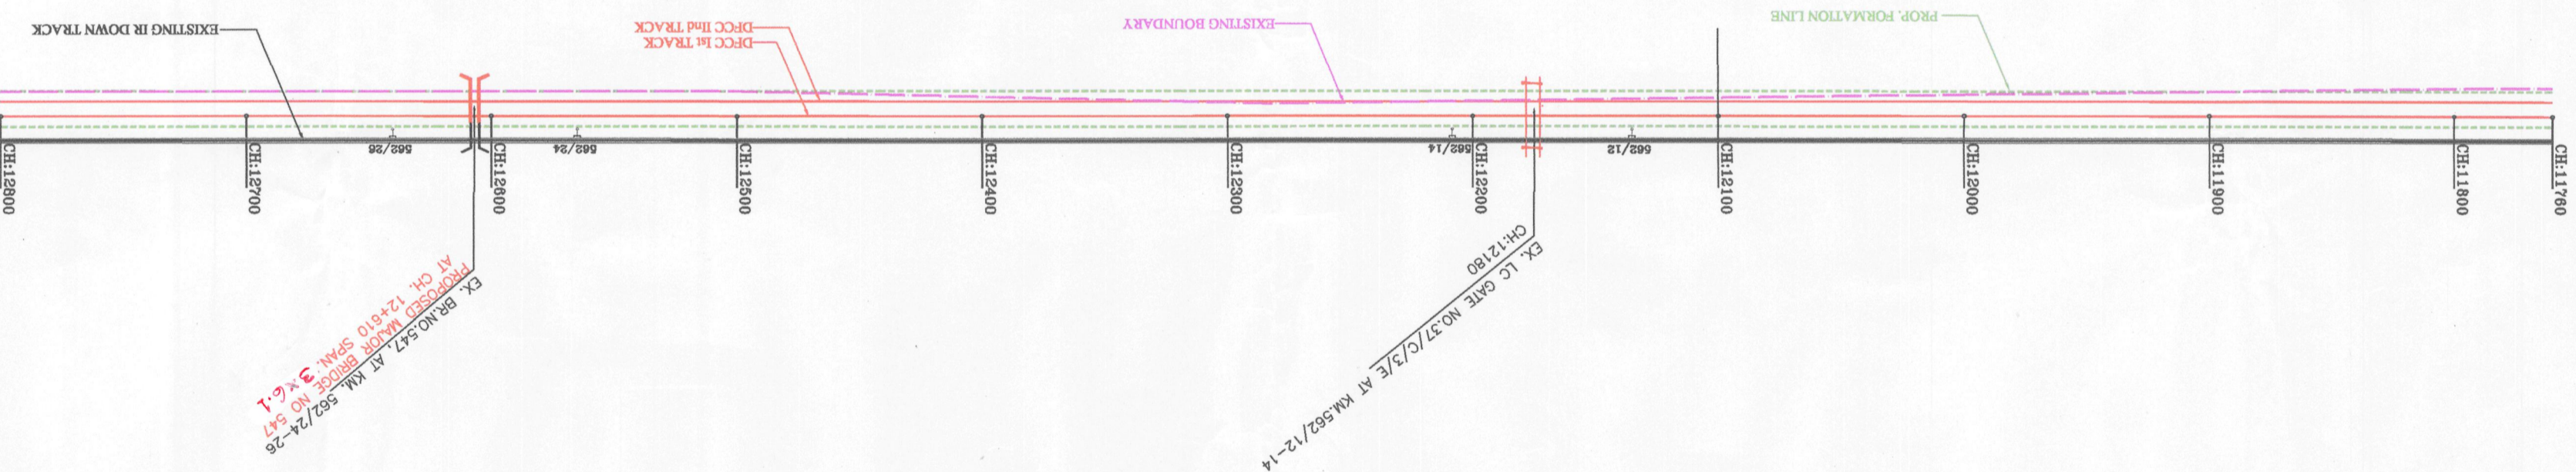 EXISTING IR DOWN TRACK
DFCC IInd TRACK
DFCC Ist TRACK
EXISTING BOUNDARY
PROP. FORMATION LINE
562/26
562/24
562/14
562/12
CH:12800
CH:12700
CH:12600
CH:12500
CH:12400
CH:12300
CH:12200
CH:12100
CH:12000
CH:11900
CH:11800
CH:11760
EX. BR.NO.547, AT KM. 562/24-26
PROPOSED MAJOR BRIDGE NO 547
AT CH. 12+610 SPAN: 3×6.1
EX. LC GATE NO.37/C/3/E AT KM.562/12-14
CH:12180